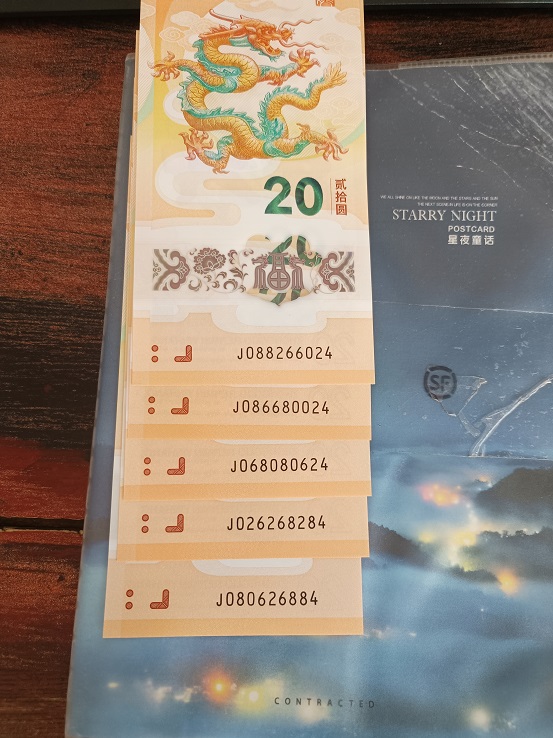 20
贰拾圆
福
J088266024
J086680024
J068080624
J026268284
J080626884
WE ALL SHINE ON LIKE THE MOON AND THE STARS AND THE SUN
THE NEXT SCENE IN LIFE IS ON THE CORNER
STARRY NIGHT
POSTCARD
星夜童话
SF
CONTRACTED